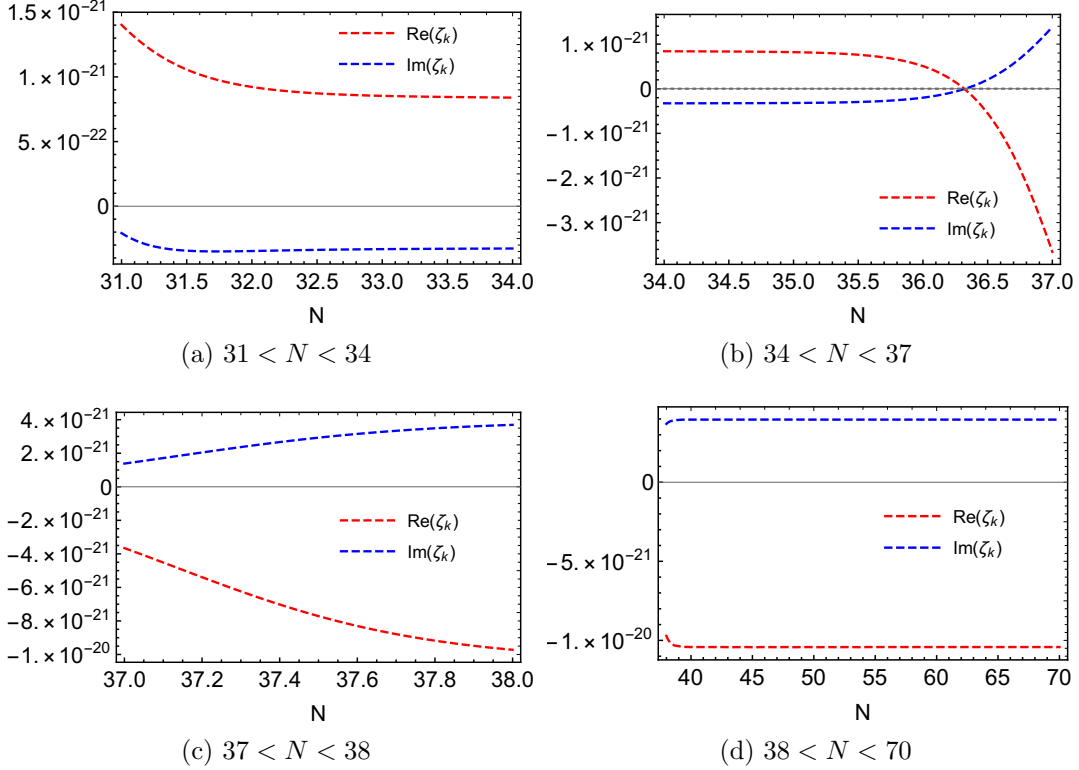 1.5×10⁻²¹
1.×10⁻²¹
5.×10⁻²²
0
Re(ζₖ)
Im(ζₖ)
31.0 31.5 32.0 32.5 33.0 33.5 34.0
N
(a) 31 < N < 34
1.×10⁻²¹
0
−1.×10⁻²¹
−2.×10⁻²¹
−3.×10⁻²¹
Re(ζₖ)
Im(ζₖ)
34.0 34.5 35.0 35.5 36.0 36.5 37.0
N
(b) 34 < N < 37
4.×10⁻²¹
2.×10⁻²¹
0
−2.×10⁻²¹
−4.×10⁻²¹
−6.×10⁻²¹
−8.×10⁻²¹
−1.×10⁻²⁰
Re(ζₖ)
Im(ζₖ)
37.0 37.2 37.4 37.6 37.8 38.0
N
(c) 37 < N < 38
0
−5.×10⁻²¹
−1.×10⁻²⁰
Re(ζₖ)
Im(ζₖ)
40 45 50 55 60 65 70
N
(d) 38 < N < 70